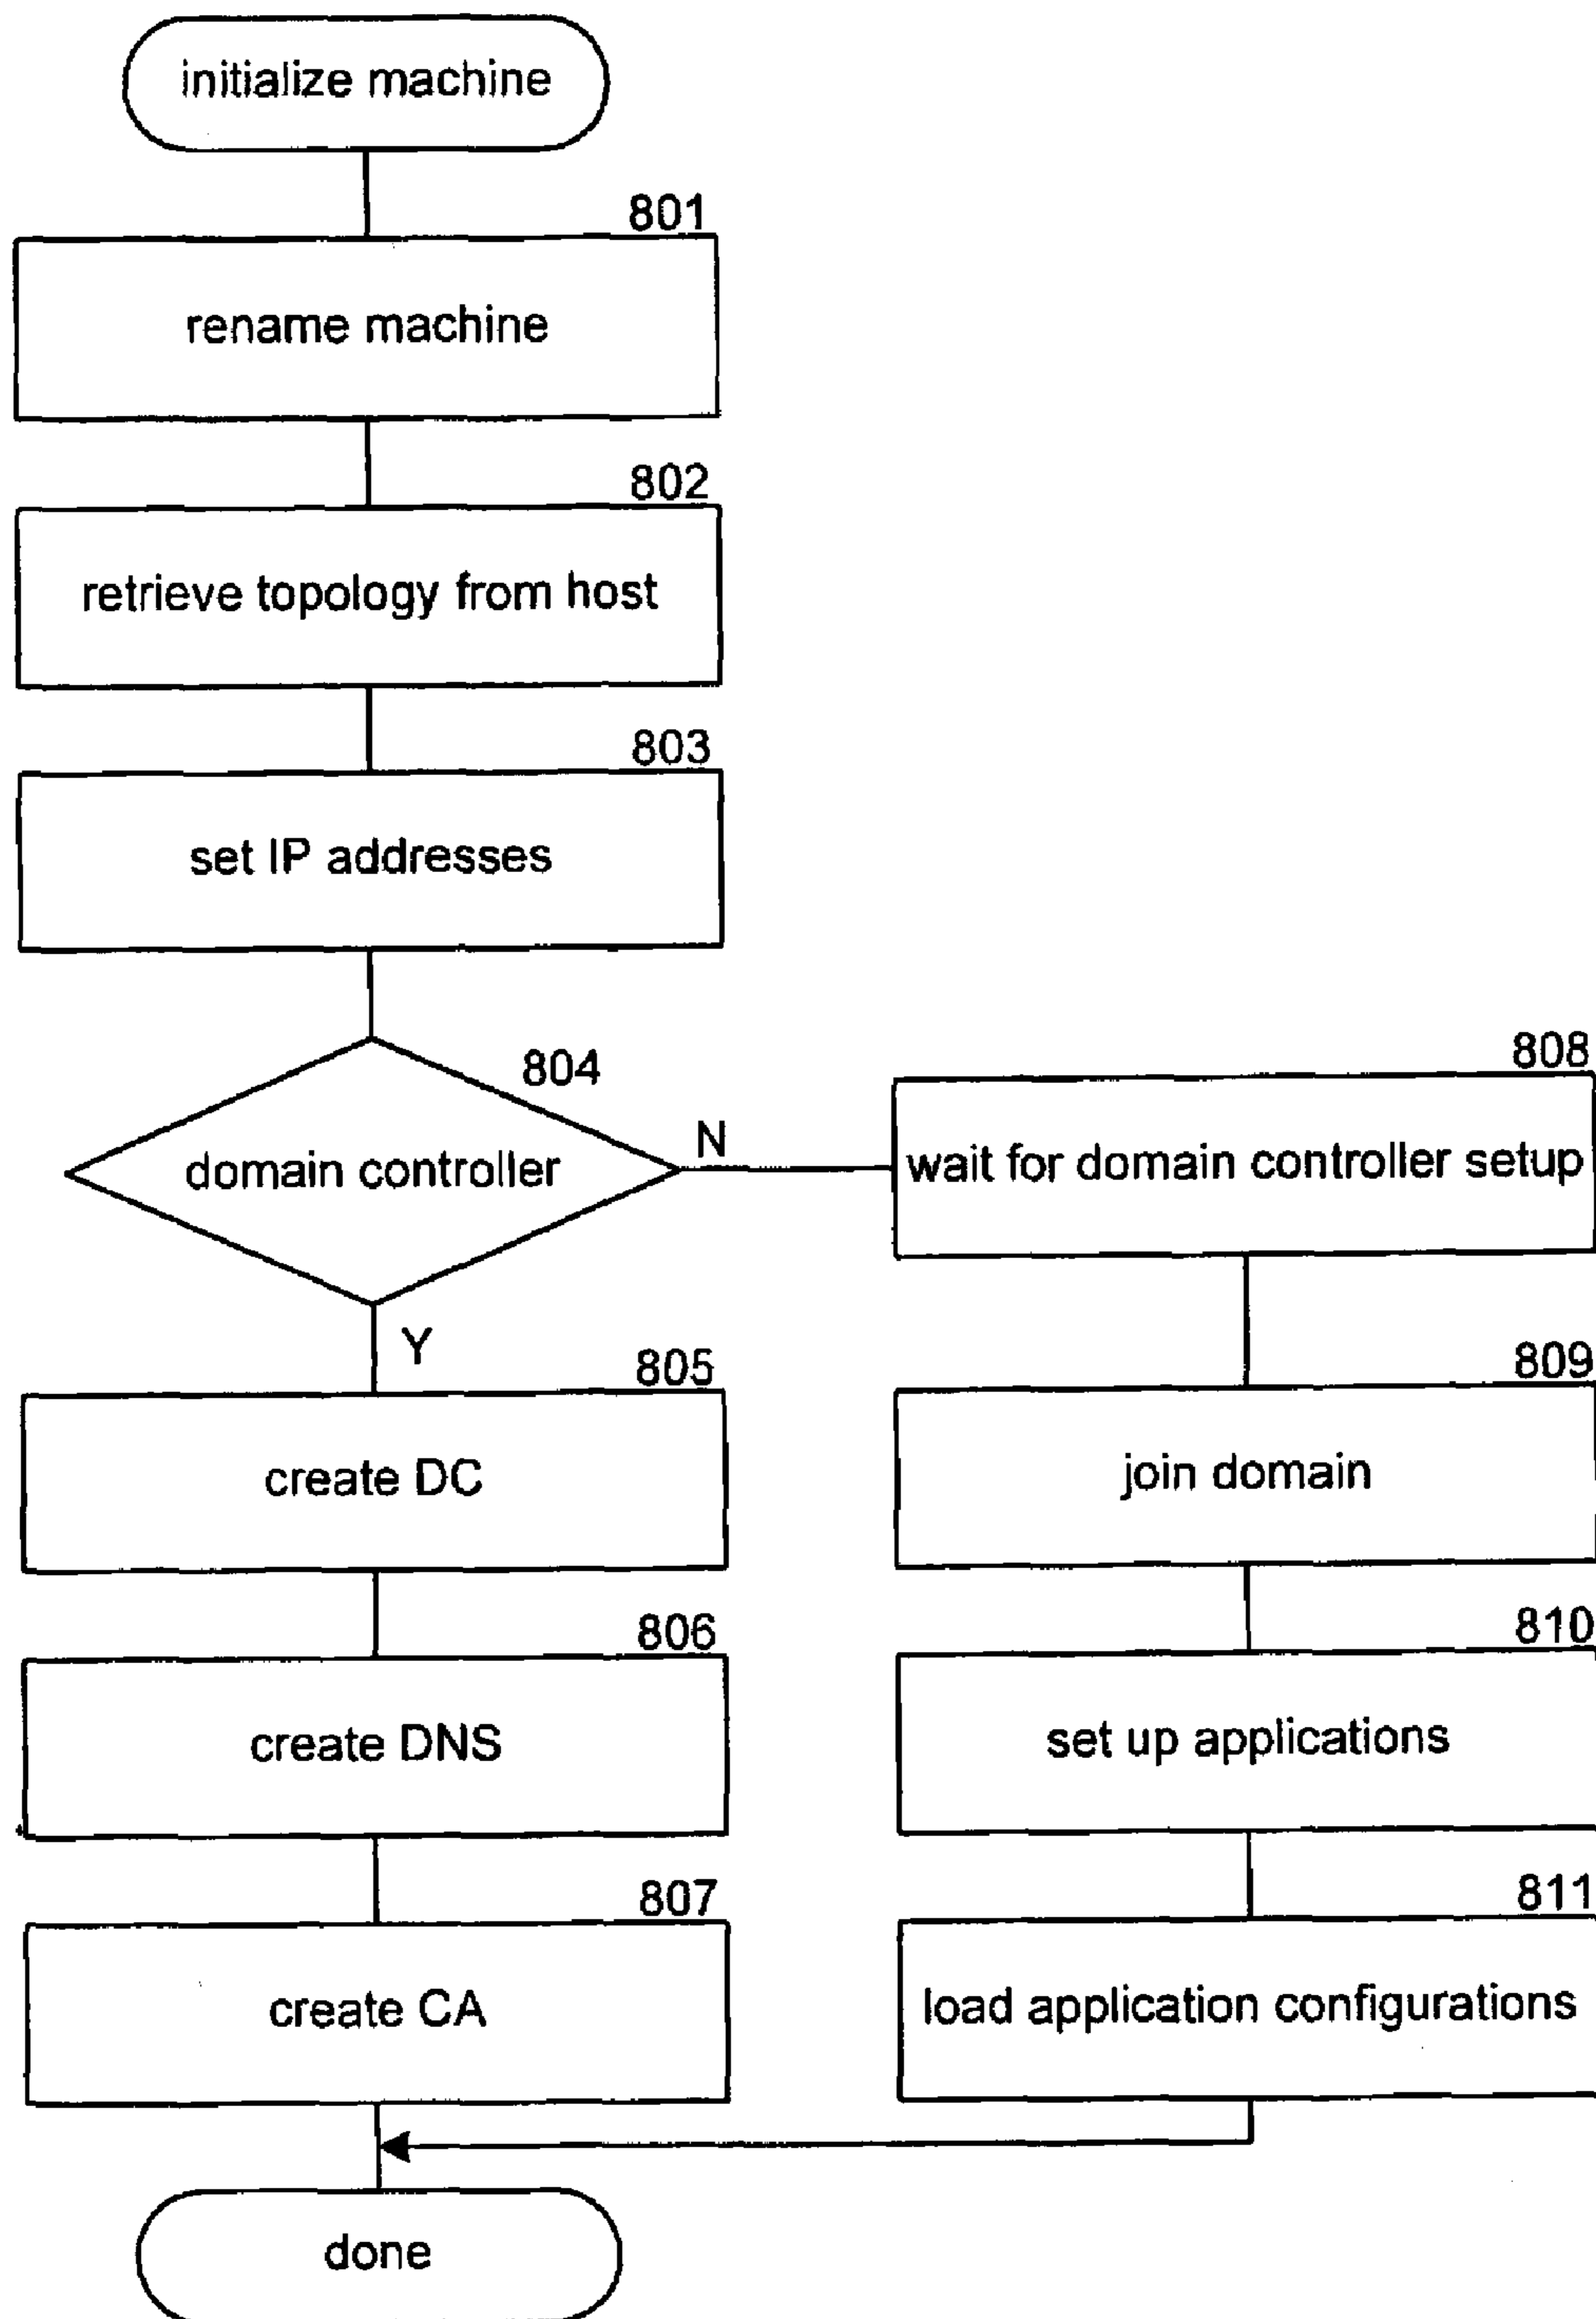 initialize machine
801
rename machine
802
retrieve topology from host
803
set IP addresses
804
domain controller
N
Y
805
create DC
806
create DNS
807
create CA
808
wait for domain controller setup
809
join domain
810
set up applications
811
load application configurations
done